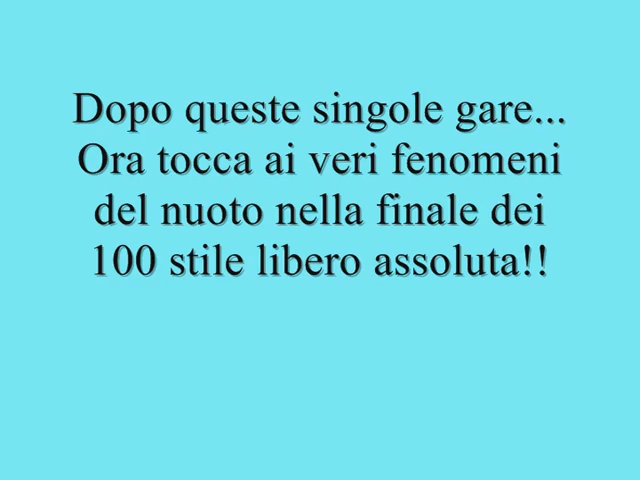 Dopo queste singole gare...
Ora tocca ai veri fenomeni
del nuoto nella finale dei
100 stile libero assoluta!!